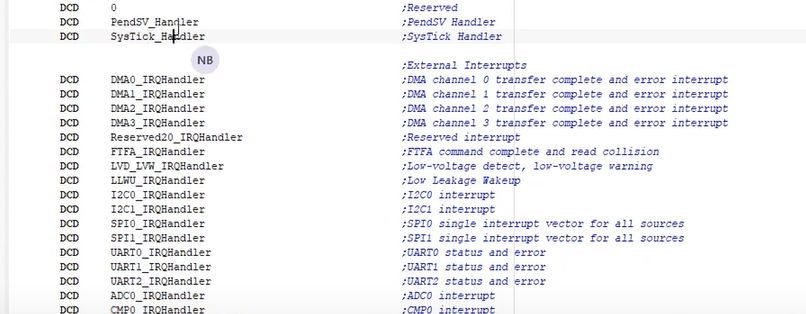 DCD 0 ;Reserved
DCD PendSV_Handler ;PendSV Handler
DCD SysTick_Handler ;SysTick Handler
NB
;External Interrupts
DCD DMA0_IRQHandler ;DMA channel 0 transfer complete and error interrupt
DCD DMA1_IRQHandler ;DMA channel 1 transfer complete and error interrupt
DCD DMA2_IRQHandler ;DMA channel 2 transfer complete and error interrupt
DCD DMA3_IRQHandler ;DMA channel 3 transfer complete and error interrupt
DCD Reserved20_IRQHandler ;Reserved interrupt
DCD FTFA_IRQHandler ;FTFA command complete and read collision
DCD LVD_LVW_IRQHandler ;Low-voltage detect, low-voltage warning
DCD LLWU_IRQHandler ;Low Leakage Wakeup
DCD I2C0_IRQHandler ;I2C0 interrupt
DCD I2C1_IRQHandler ;I2C1 interrupt
DCD SPI0_IRQHandler ;SPI0 single interrupt vector for all sources
DCD SPI1_IRQHandler ;SPI1 single interrupt vector for all sources
DCD UART0_IRQHandler ;UART0 status and error
DCD UART1_IRQHandler ;UART1 status and error
DCD UART2_IRQHandler ;UART2 status and error
DCD ADC0_IRQHandler ;ADC0 interrupt
DCD CMP0_IRQHandler ;CMP0 interrupt